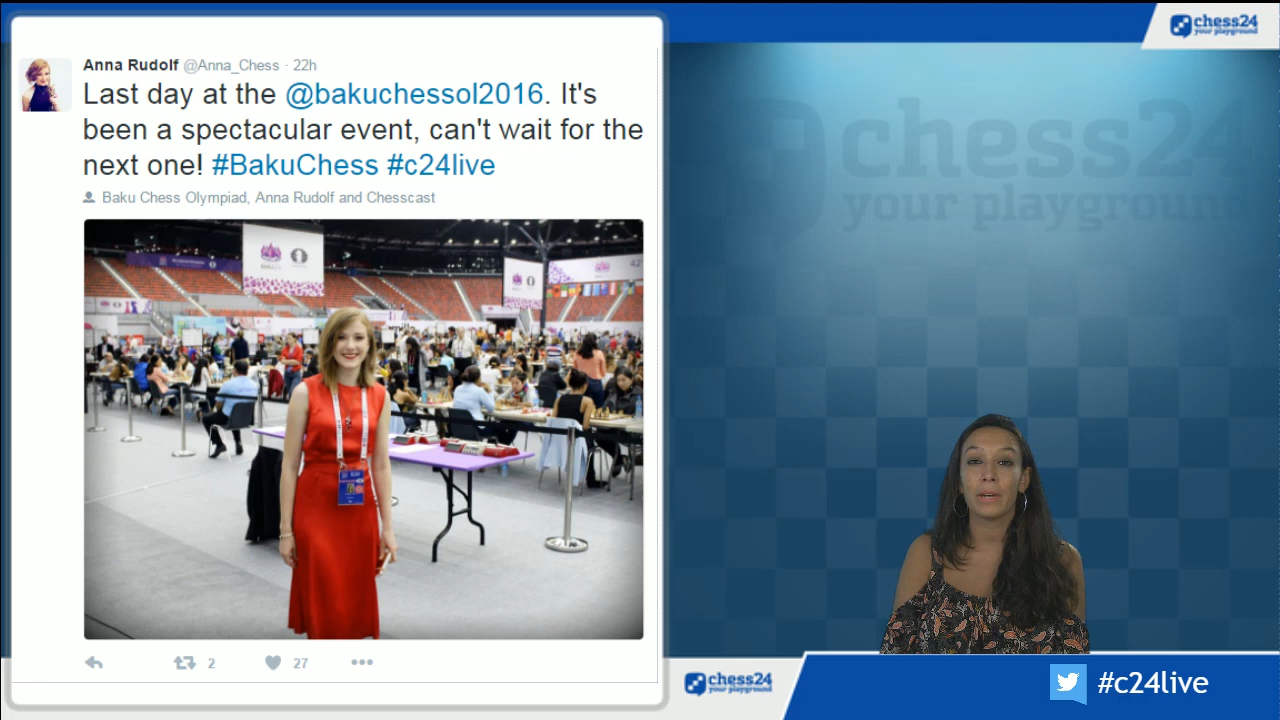 chess24
your playground
Anna Rudolf @Anna_Chess · 22h
Last day at the @bakuchessol2016. It's
been a spectacular event, can't wait for the
next one! #BakuChess #c24live
Baku Chess Olympiad, Anna Rudolf and Chesscast
chess24
your playground
42
2
27
chess24
your playground
#c24live